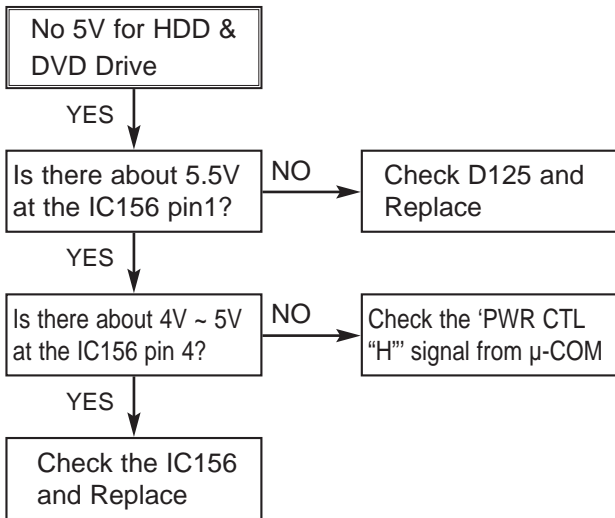 No 5V for HDD &
DVD Drive
YES
Is there about 5.5V
at the IC156 pin1?
NO
Check D125 and
Replace
YES
Is there about 4V ~ 5V
at the IC156 pin 4?
NO
Check the ‘PWR CTL
“H”’ signal from µ-COM
YES
Check the IC156
and Replace